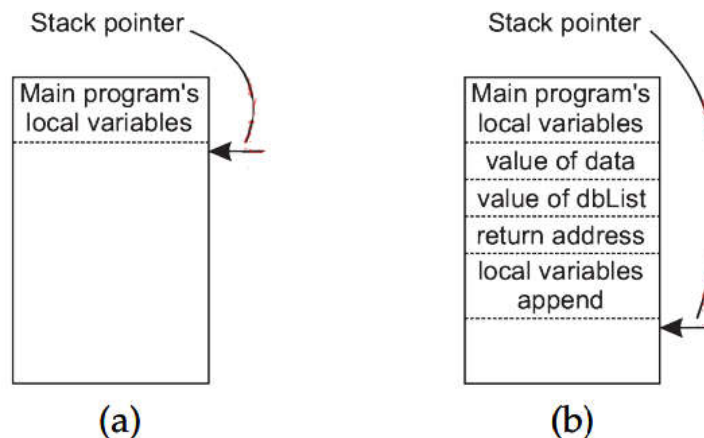 Stack pointer
Main program's
local variables
(a)
Stack pointer
Main program's
local variables
value of data
value of dbList
return address
local variables
append
(b)